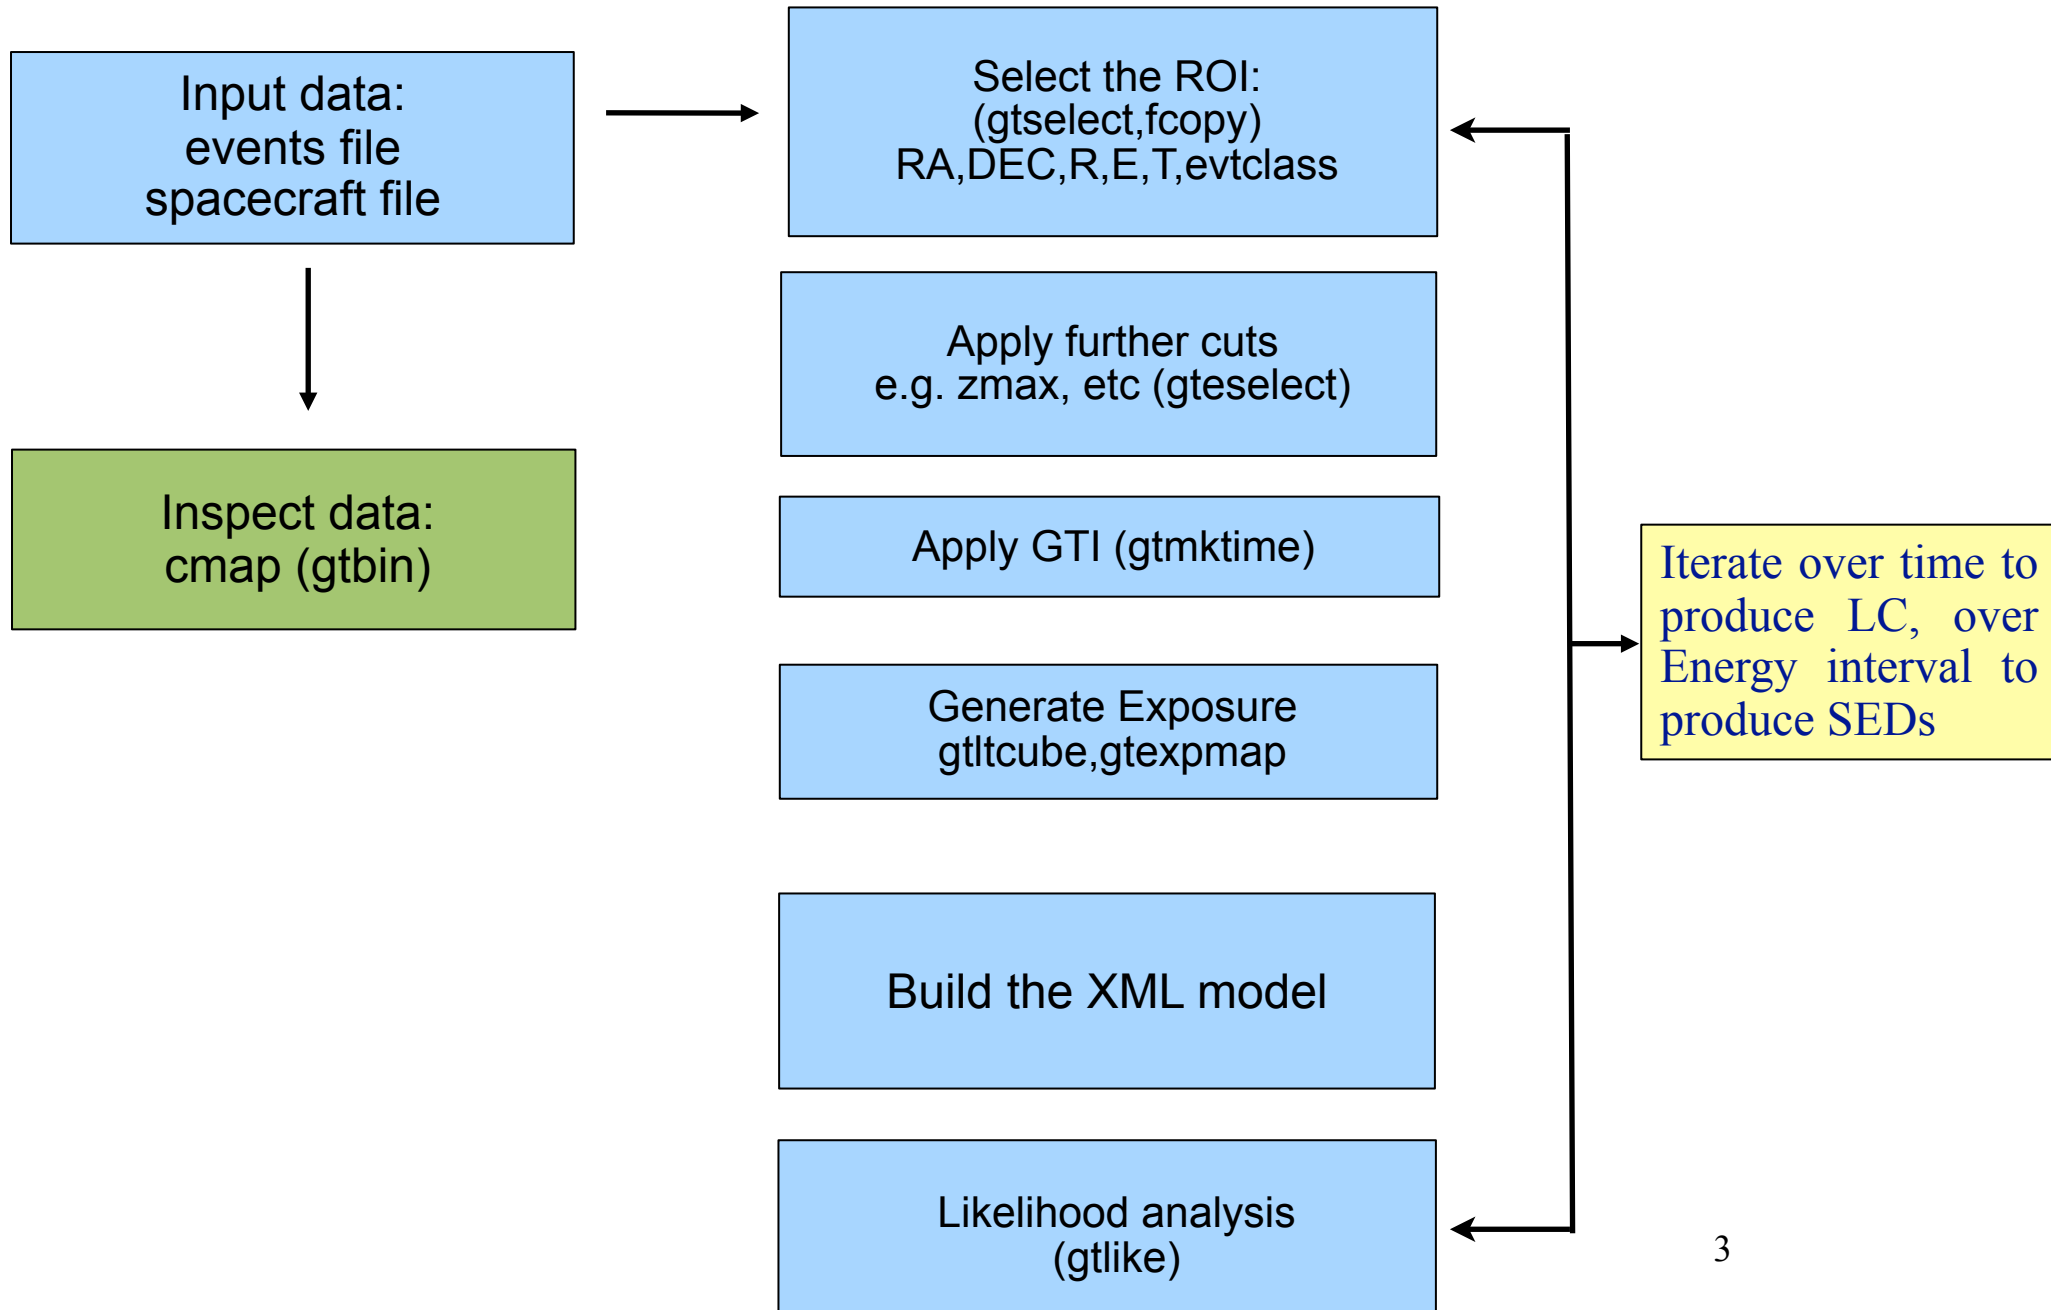 Input data:
events file
spacecraft file
Select the ROI:
(gtselect,fcopy)
RA,DEC,R,E,T,evtclass
Apply further cuts
e.g. zmax, etc (gteselect)
Inspect data:
cmap (gtbin)
Apply GTI (gtmktime)
Iterate over time to
produce LC, over
Energy interval to
produce SEDs
Generate Exposure
gtltcube,gtexpmap
Build the XML model
Likelihood analysis
(gtlike)
3